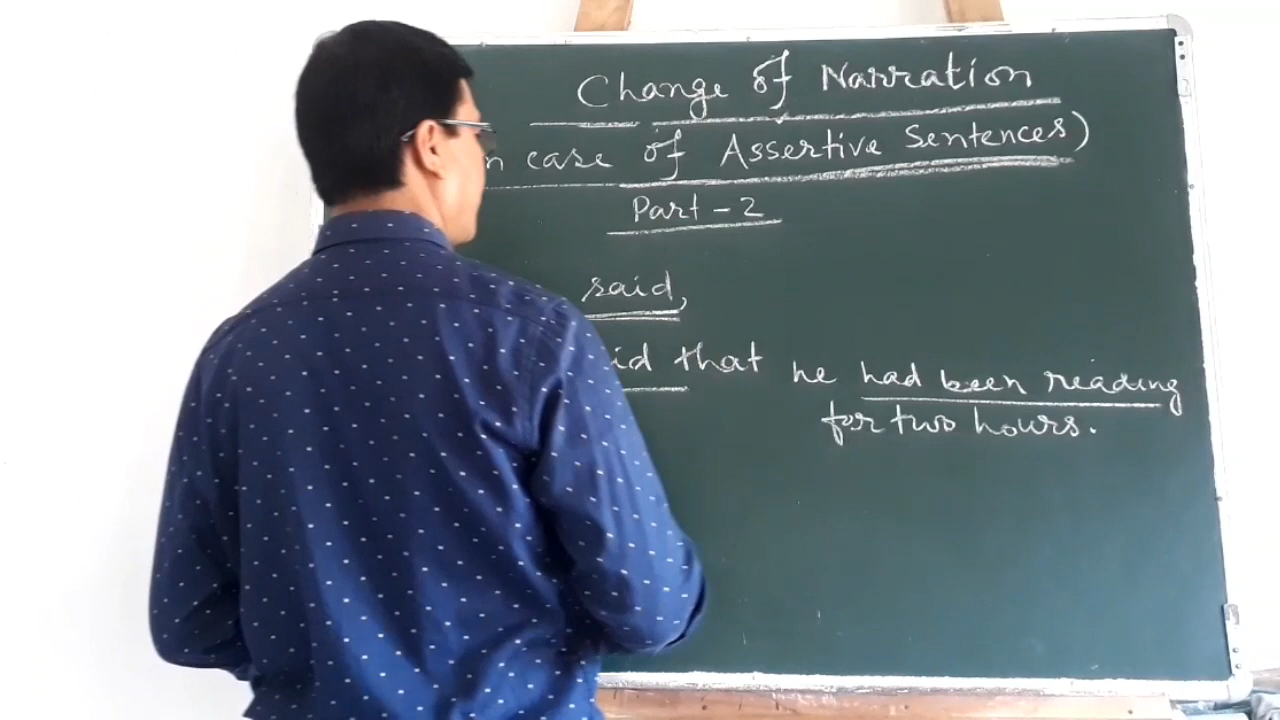 Change of Narration
case of Assertive Sentences)
Part - 2
said,
that he had been reading
for two hours.